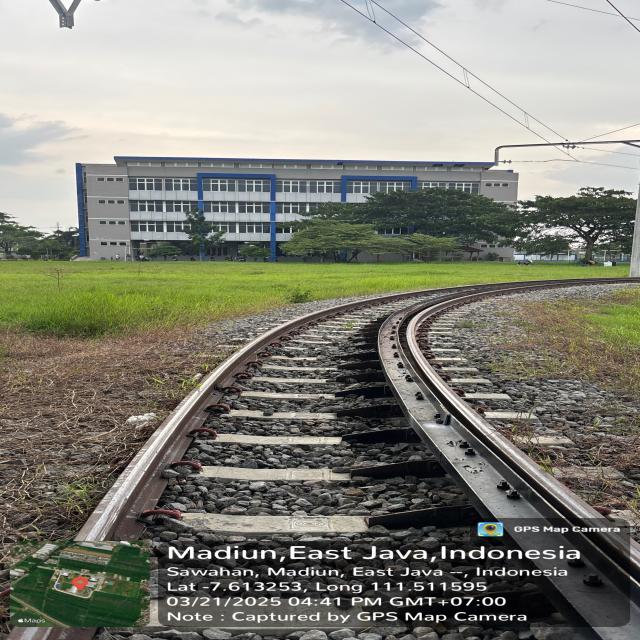 GPS Map Camera
Madiun,East Java,Indonesia
Sawahan, Madiun, East Java —, Indonesia
Lat -7.613253, Long 111.511595
03/21/2025 04:41 PM GMT+07:00
Note : Captured by GPS Map Camera
Maps